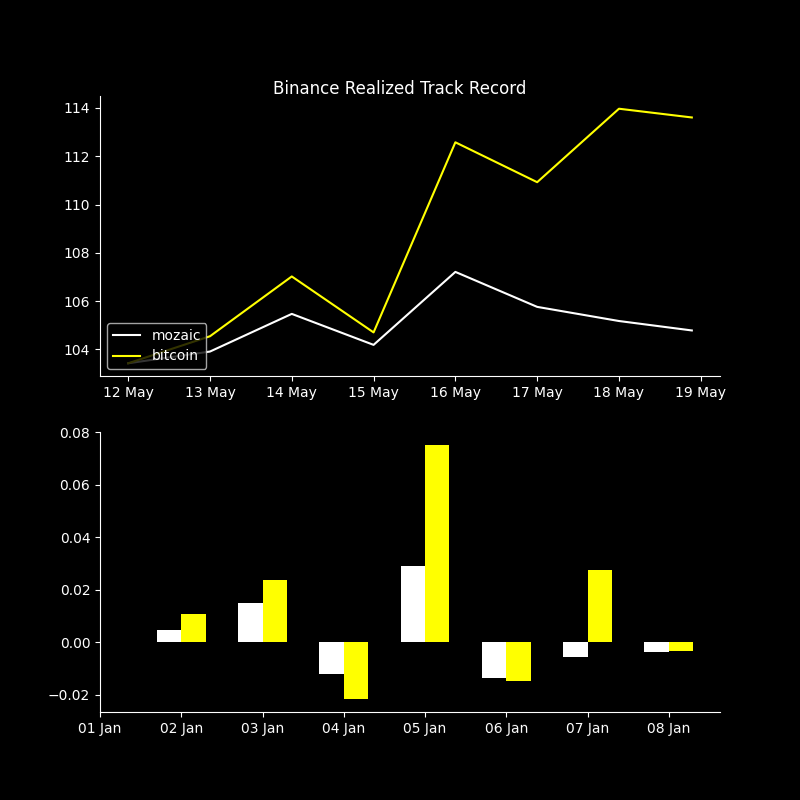 Binance Realized Track Record
114
112
110
108
106
104
mozaic
bitcoin
12 May 13 May 14 May 15 May 16 May 17 May 18 May 19 May
0.08
0.06
0.04
0.02
0.00
−0.02
01 Jan 02 Jan 03 Jan 04 Jan 05 Jan 06 Jan 07 Jan 08 Jan